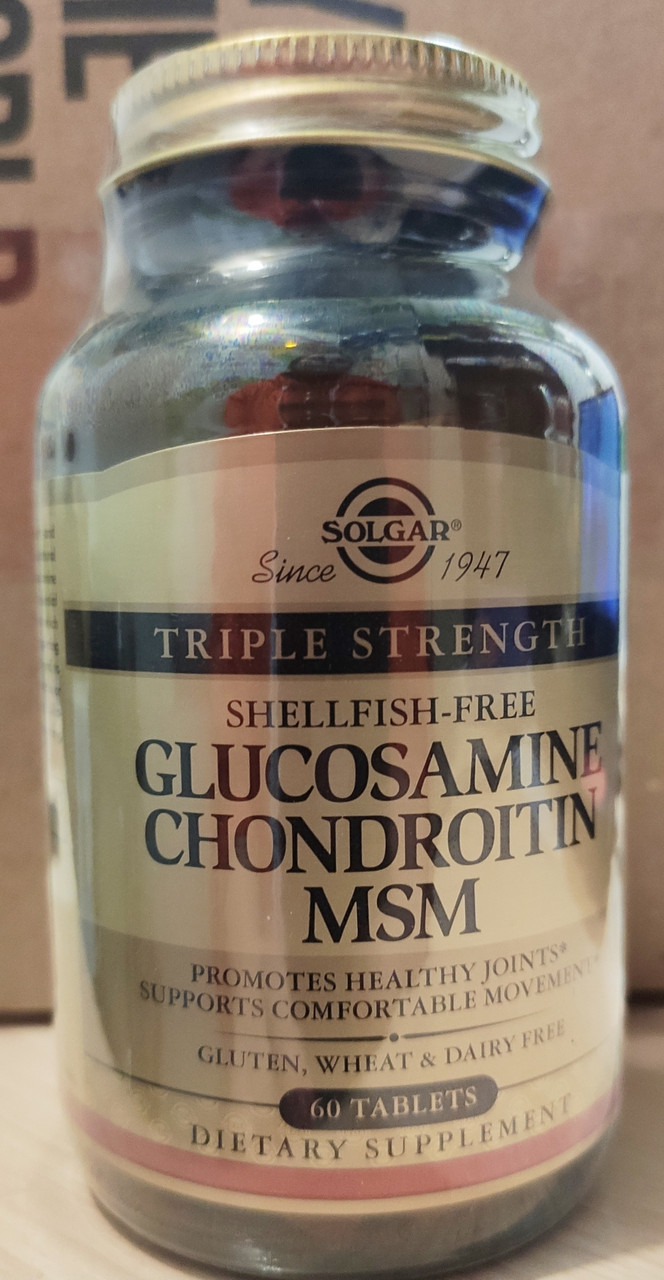 SOLGAR®
Since 1947
TRIPLE STRENGTH
SHELLFISH-FREE
GLUCOSAMINE
CHONDROITIN
MSM
PROMOTES HEALTHY JOINTS*
SUPPORTS COMFORTABLE MOVEMENT*
GLUTEN, WHEAT & DAIRY FREE
60 TABLETS
DIETARY SUPPLEMENT